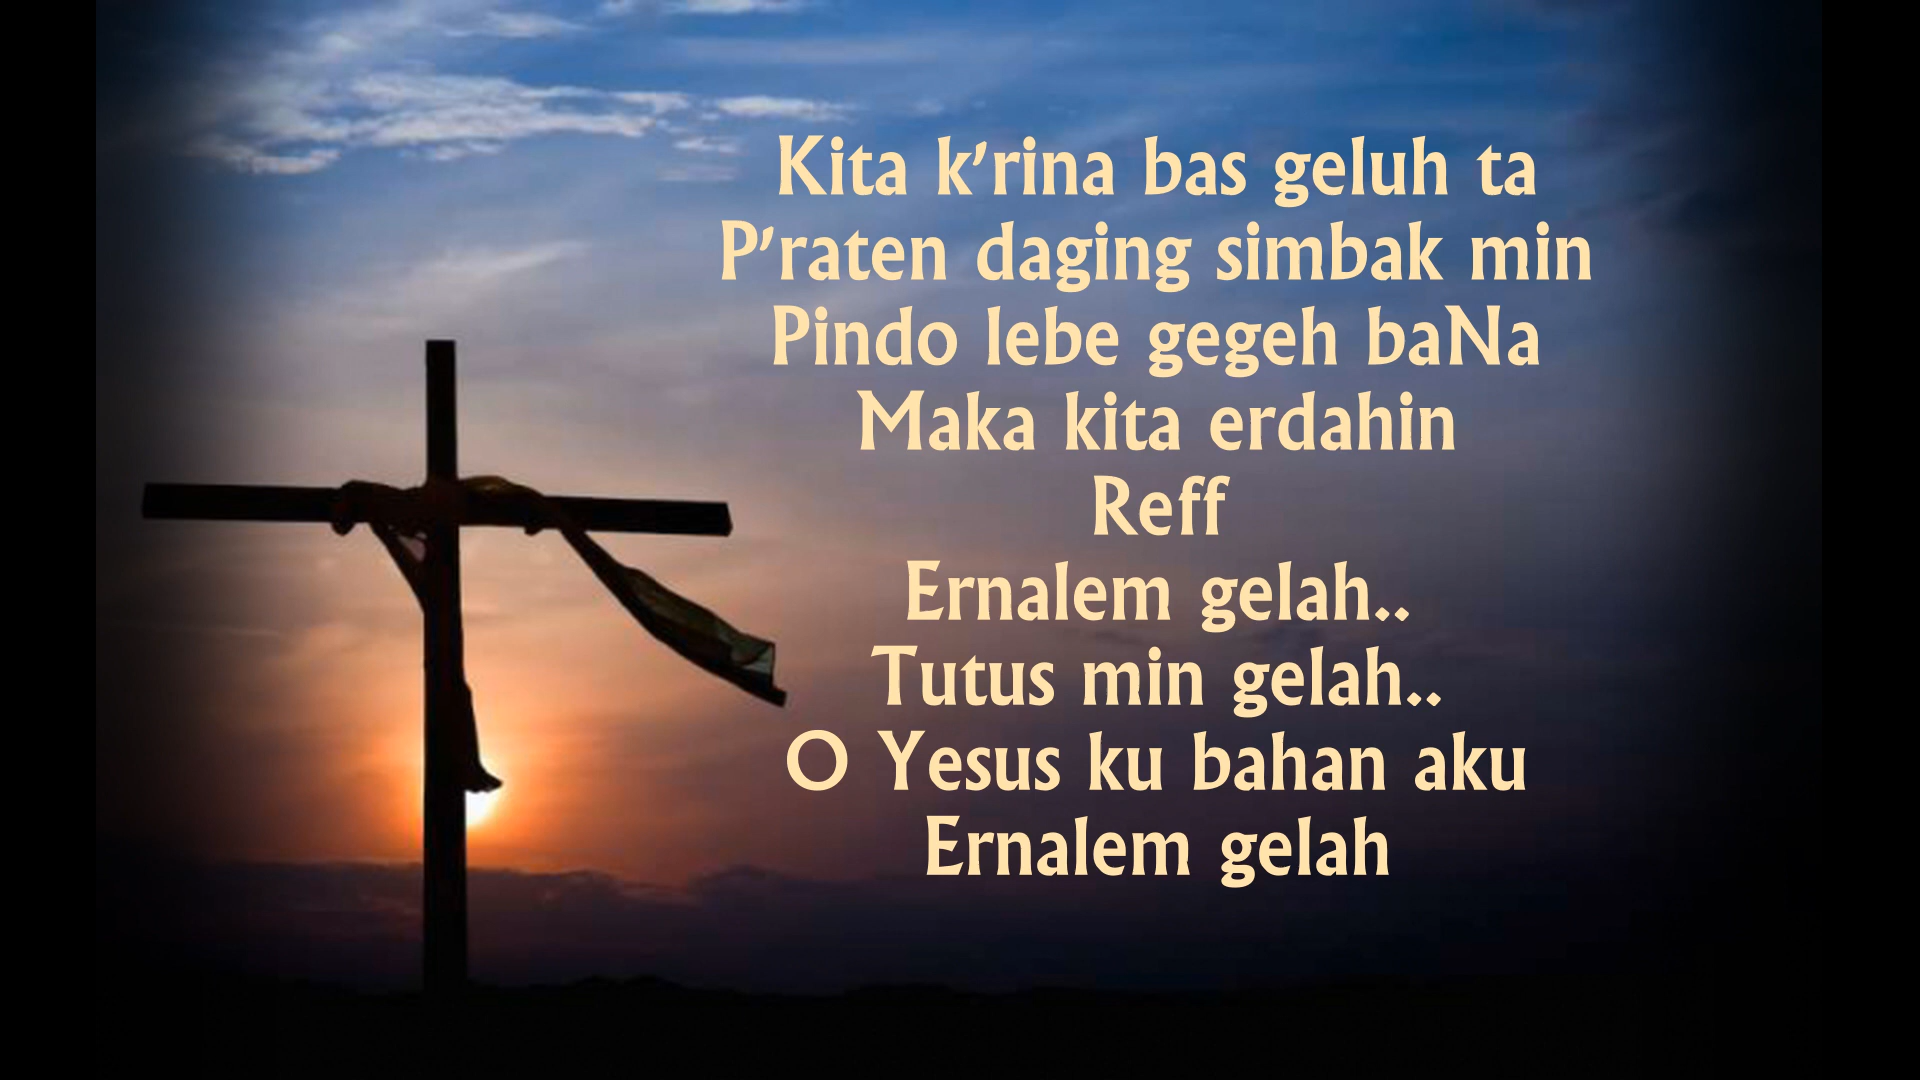 Kita k'rina bas geluh ta
P'raten daging simbak min
Pindo lebe gegeh baNa
Maka kita erdahin
Reff
Ernalem gelah..
Tutus min gelah..
O Yesus ku bahan aku
Ernalem gelah